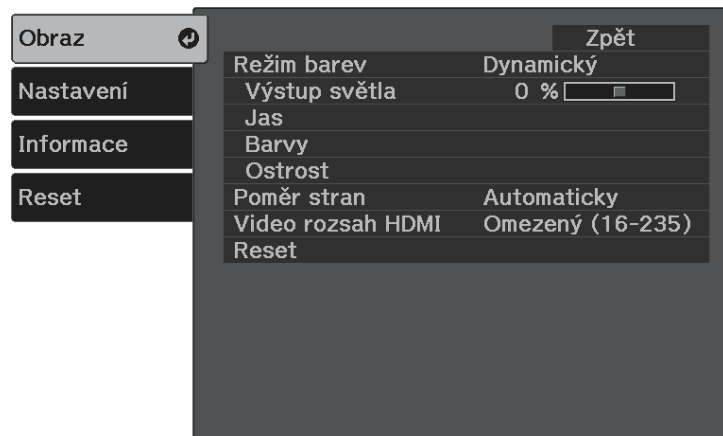 Obraz
Nastavení
Informace
Reset
Zpět
Režim barev Dynamický
Výstup světla 0 %
Jas
Barvy
Ostrost
Poměr stran Automaticky
Video rozsah HDMI Omezený (16-235)
Reset